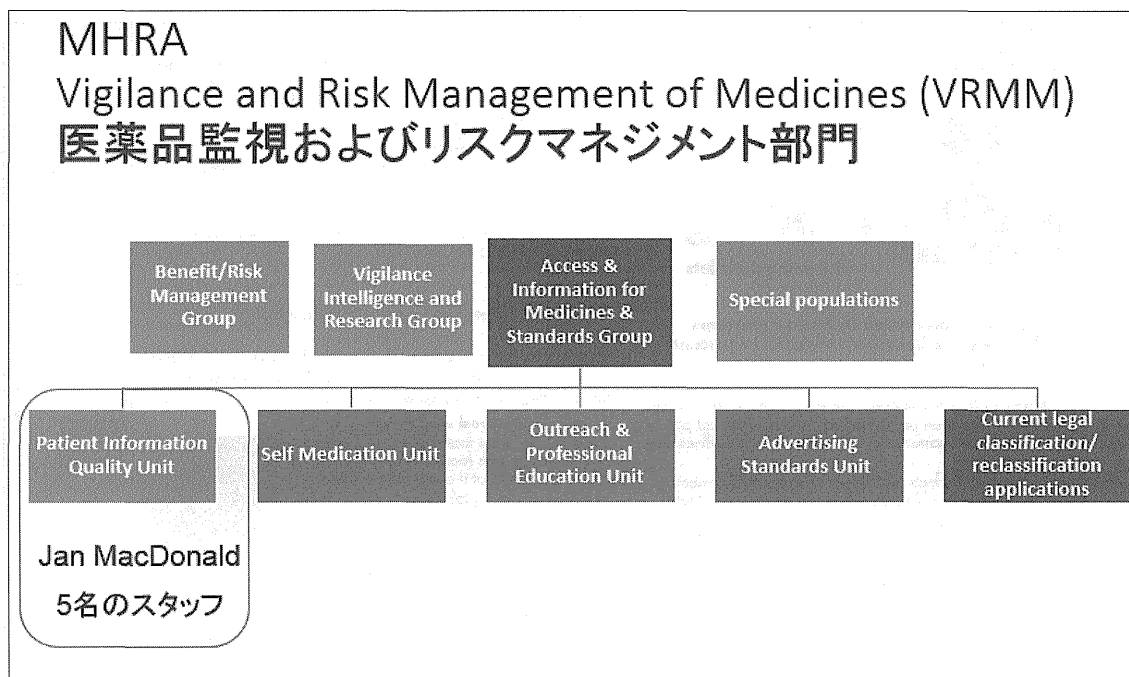 MHRA
Vigilance and Risk Management of Medicines (VRMM)
医薬品監視およびリスクマネジメント部門
Benefit/Risk
Management
Group
Vigilance
Intelligence and
Research Group
Access &
Information for
Medicines &
Standards Group
Special populations
Patient Information
Quality Unit
Self Medication Unit
Outreach &
Professional
Education Unit
Advertising
Standards Unit
Current legal
classification/
reclassification
applications
Jan MacDonald
5名のスタッフ